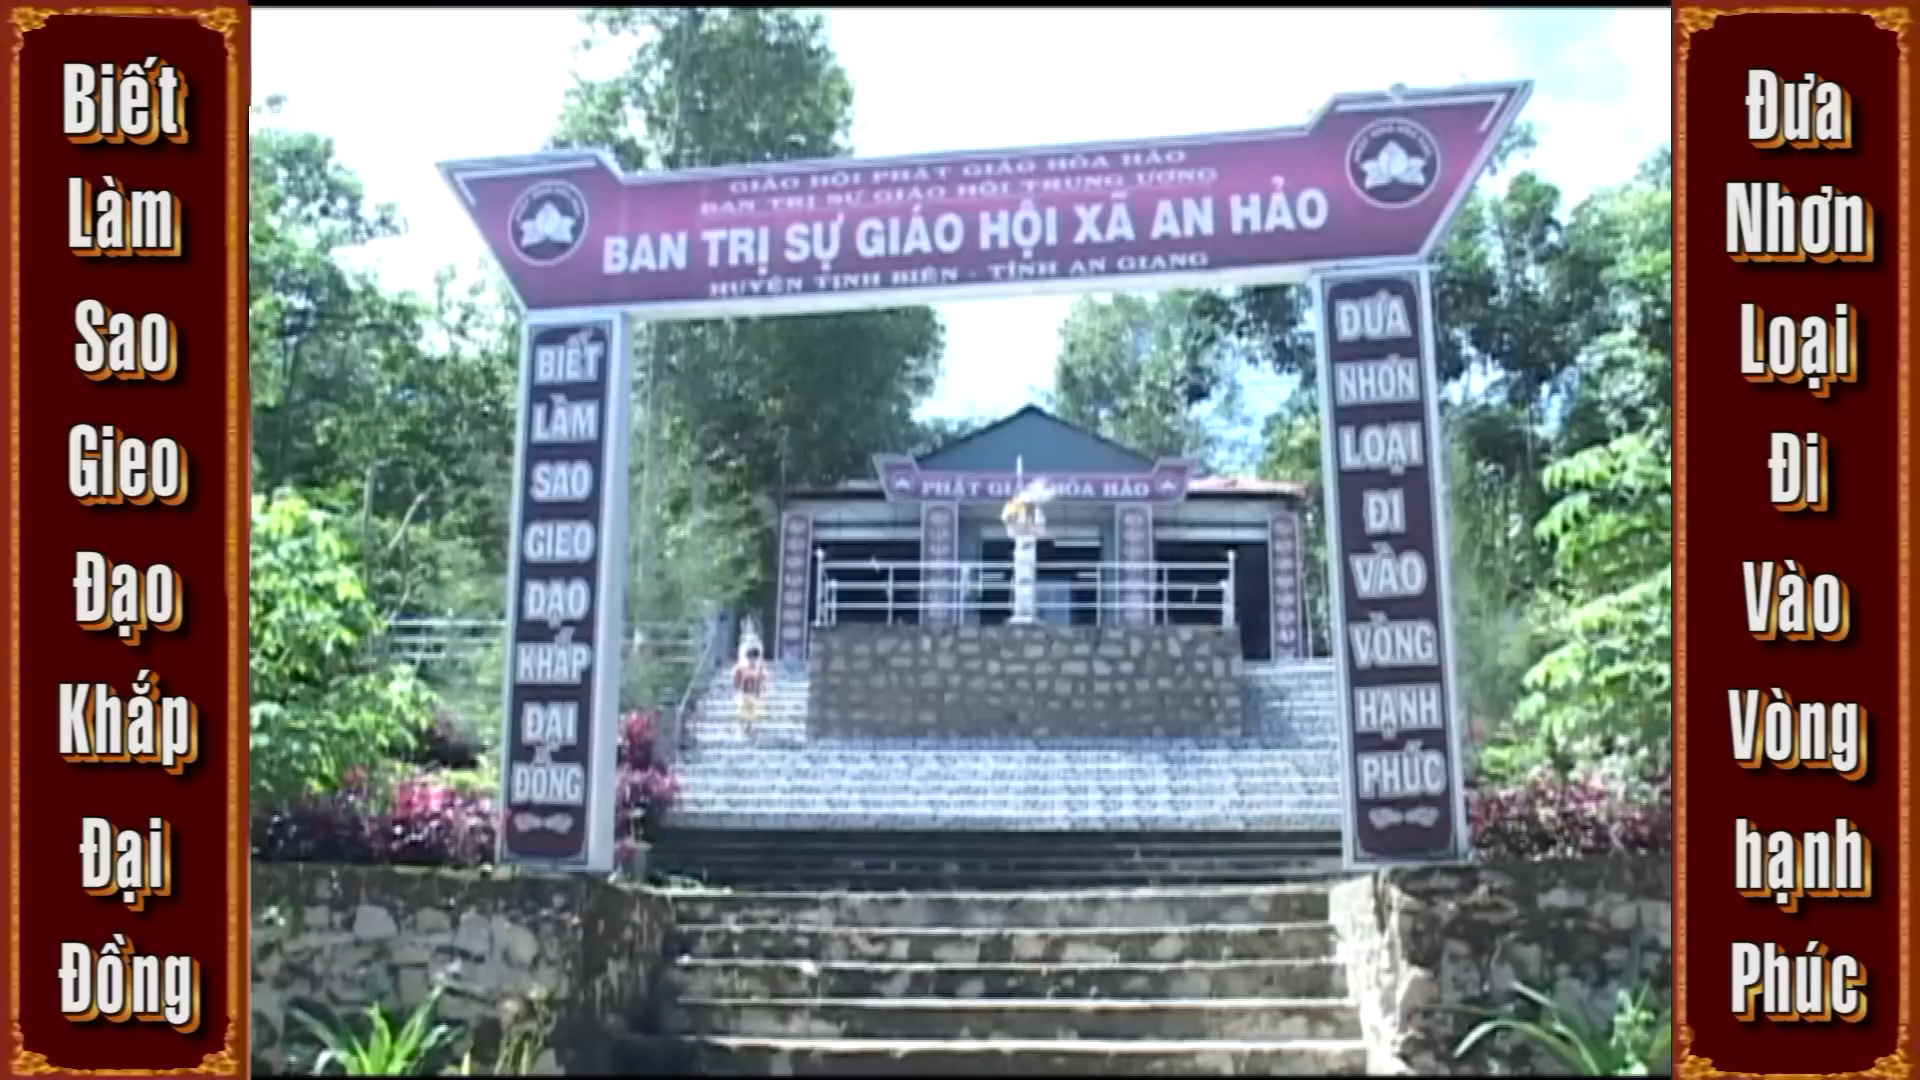 Biết
Làm
Sao
Gieo
Đạo
Khắp
Đại
Đồng
GIÁO HỘI PHẬT GIÁO HÒA HẢO
BAN TRỊ SỰ GIÁO HỘI TRUNG ƯƠNG
BAN TRỊ SỰ GIÁO HỘI XÃ AN HẢO
HUYỆN TỊNH BIÊN - TỈNH AN GIANG
BIẾT
LÀM
SAO
GIEO
ĐẠO
KHẮP
ĐẠI
ĐỒNG
PHẬT GIÁO HÒA HẢO
ĐƯA
NHƠN
LOẠI
ĐI
VÀO
VÒNG
HẠNH
PHÚC
Đưa
Nhơn
Loại
Đi
Vào
Vòng
hạnh
Phúc